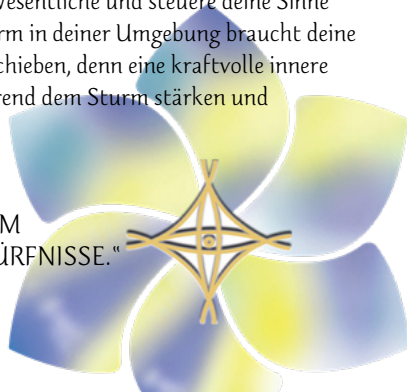 esentliche und steuere deine Sinne
rm in deiner Umgebung braucht deine
chieben, denn eine kraftvolle innere
rend dem Sturm stärken und
M
ÜRFNISSE.“